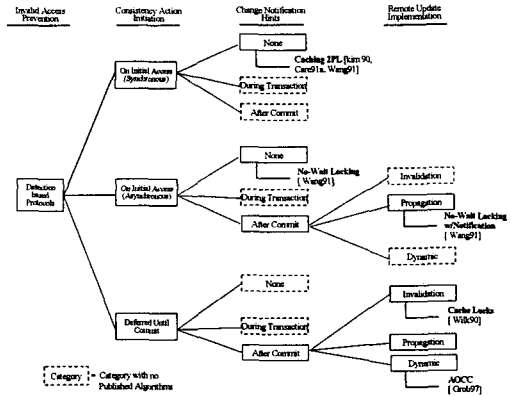 Invalid Access
Prevention
Consistency Action
Initiation
Change Notification
Hints
Remote Update
Implementation
None
Caching 2PL [kim 90,
Care91a, Wang91]
On Initial Access
(Synchronous)
During Transaction
After Commit
None
No-Wait Locking
[ Wang91]
Invalidation
Detection
based
Protocols
On Initial Access
(Asynchronous)
During Transaction
Propagation
After Commit
No-Wait Locking
w/Notification
[ Wang91]
Dynamic
None
Invalidation
Cache Locks
[ Wilk90]
Deferred Until
Commit
During Transaction
After Commit
Propagation
Dynamic
AOCC
[ Grob97]
Category = Category with no
Published Algorithms